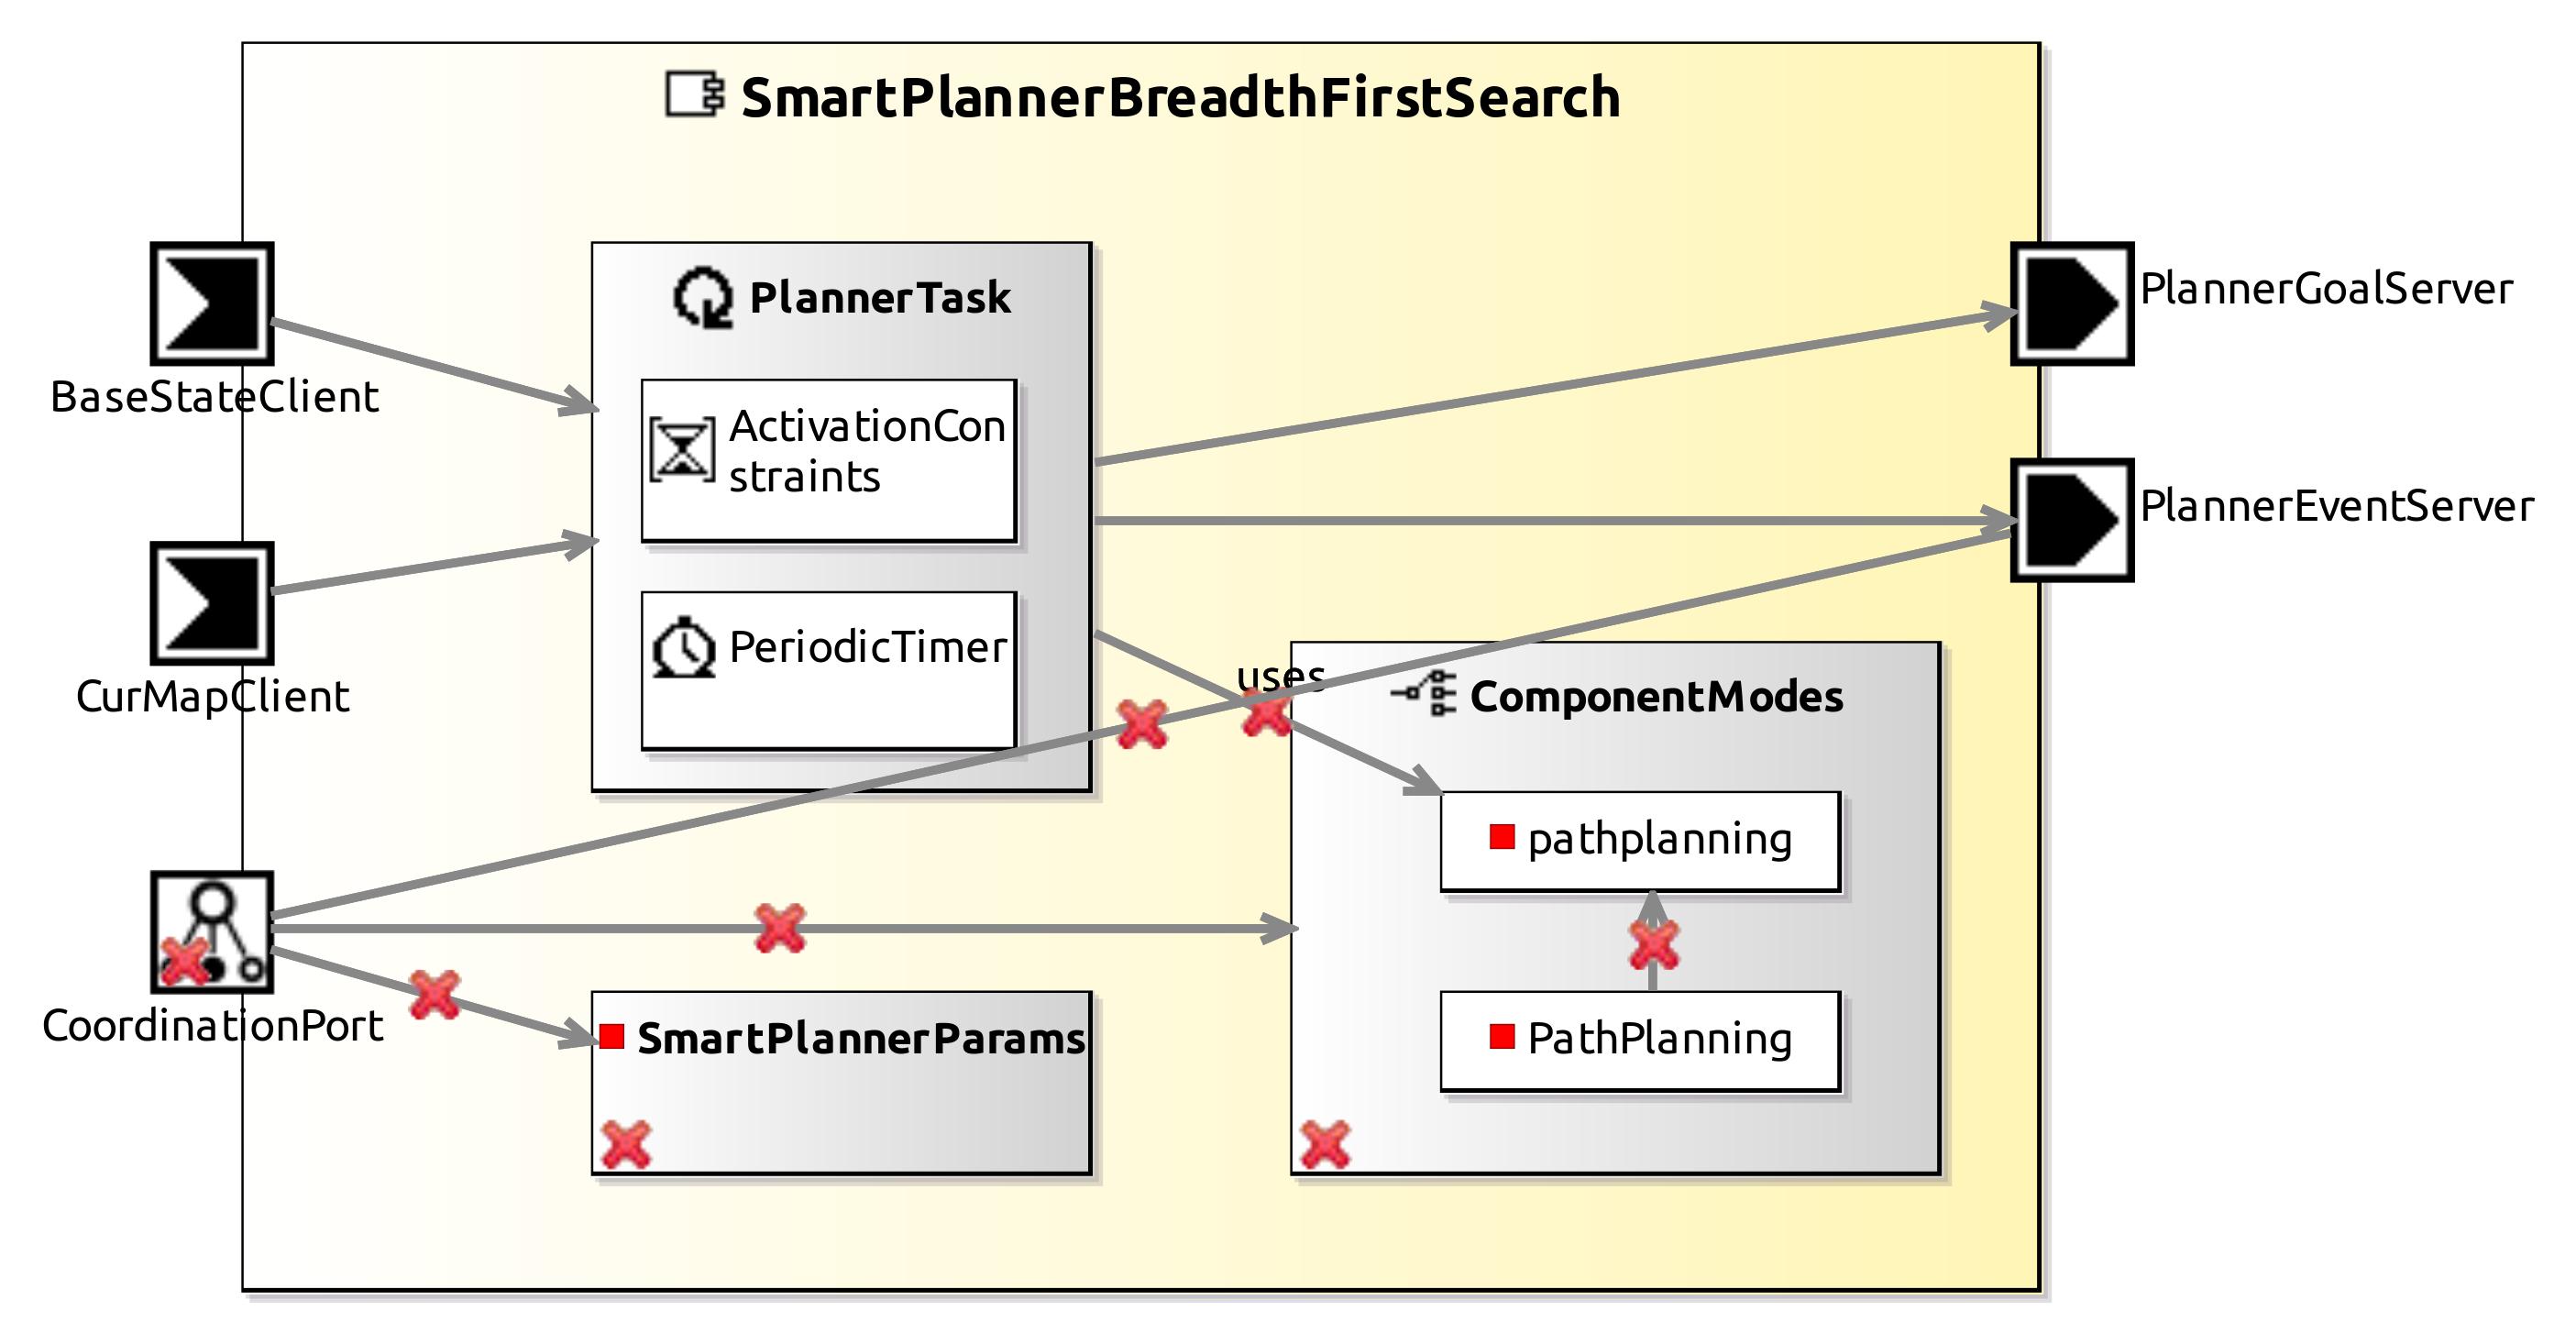 SmartPlannerBreadthFirstSearch
PlannerTask
BaseStateClient
ActivationCon
straints
PeriodicTimer
CurMapClient
PlannerGoalServer
PlannerEventServer
uses
ComponentModes
pathplanning
PathPlanning
CoordinationPort
SmartPlannerParams